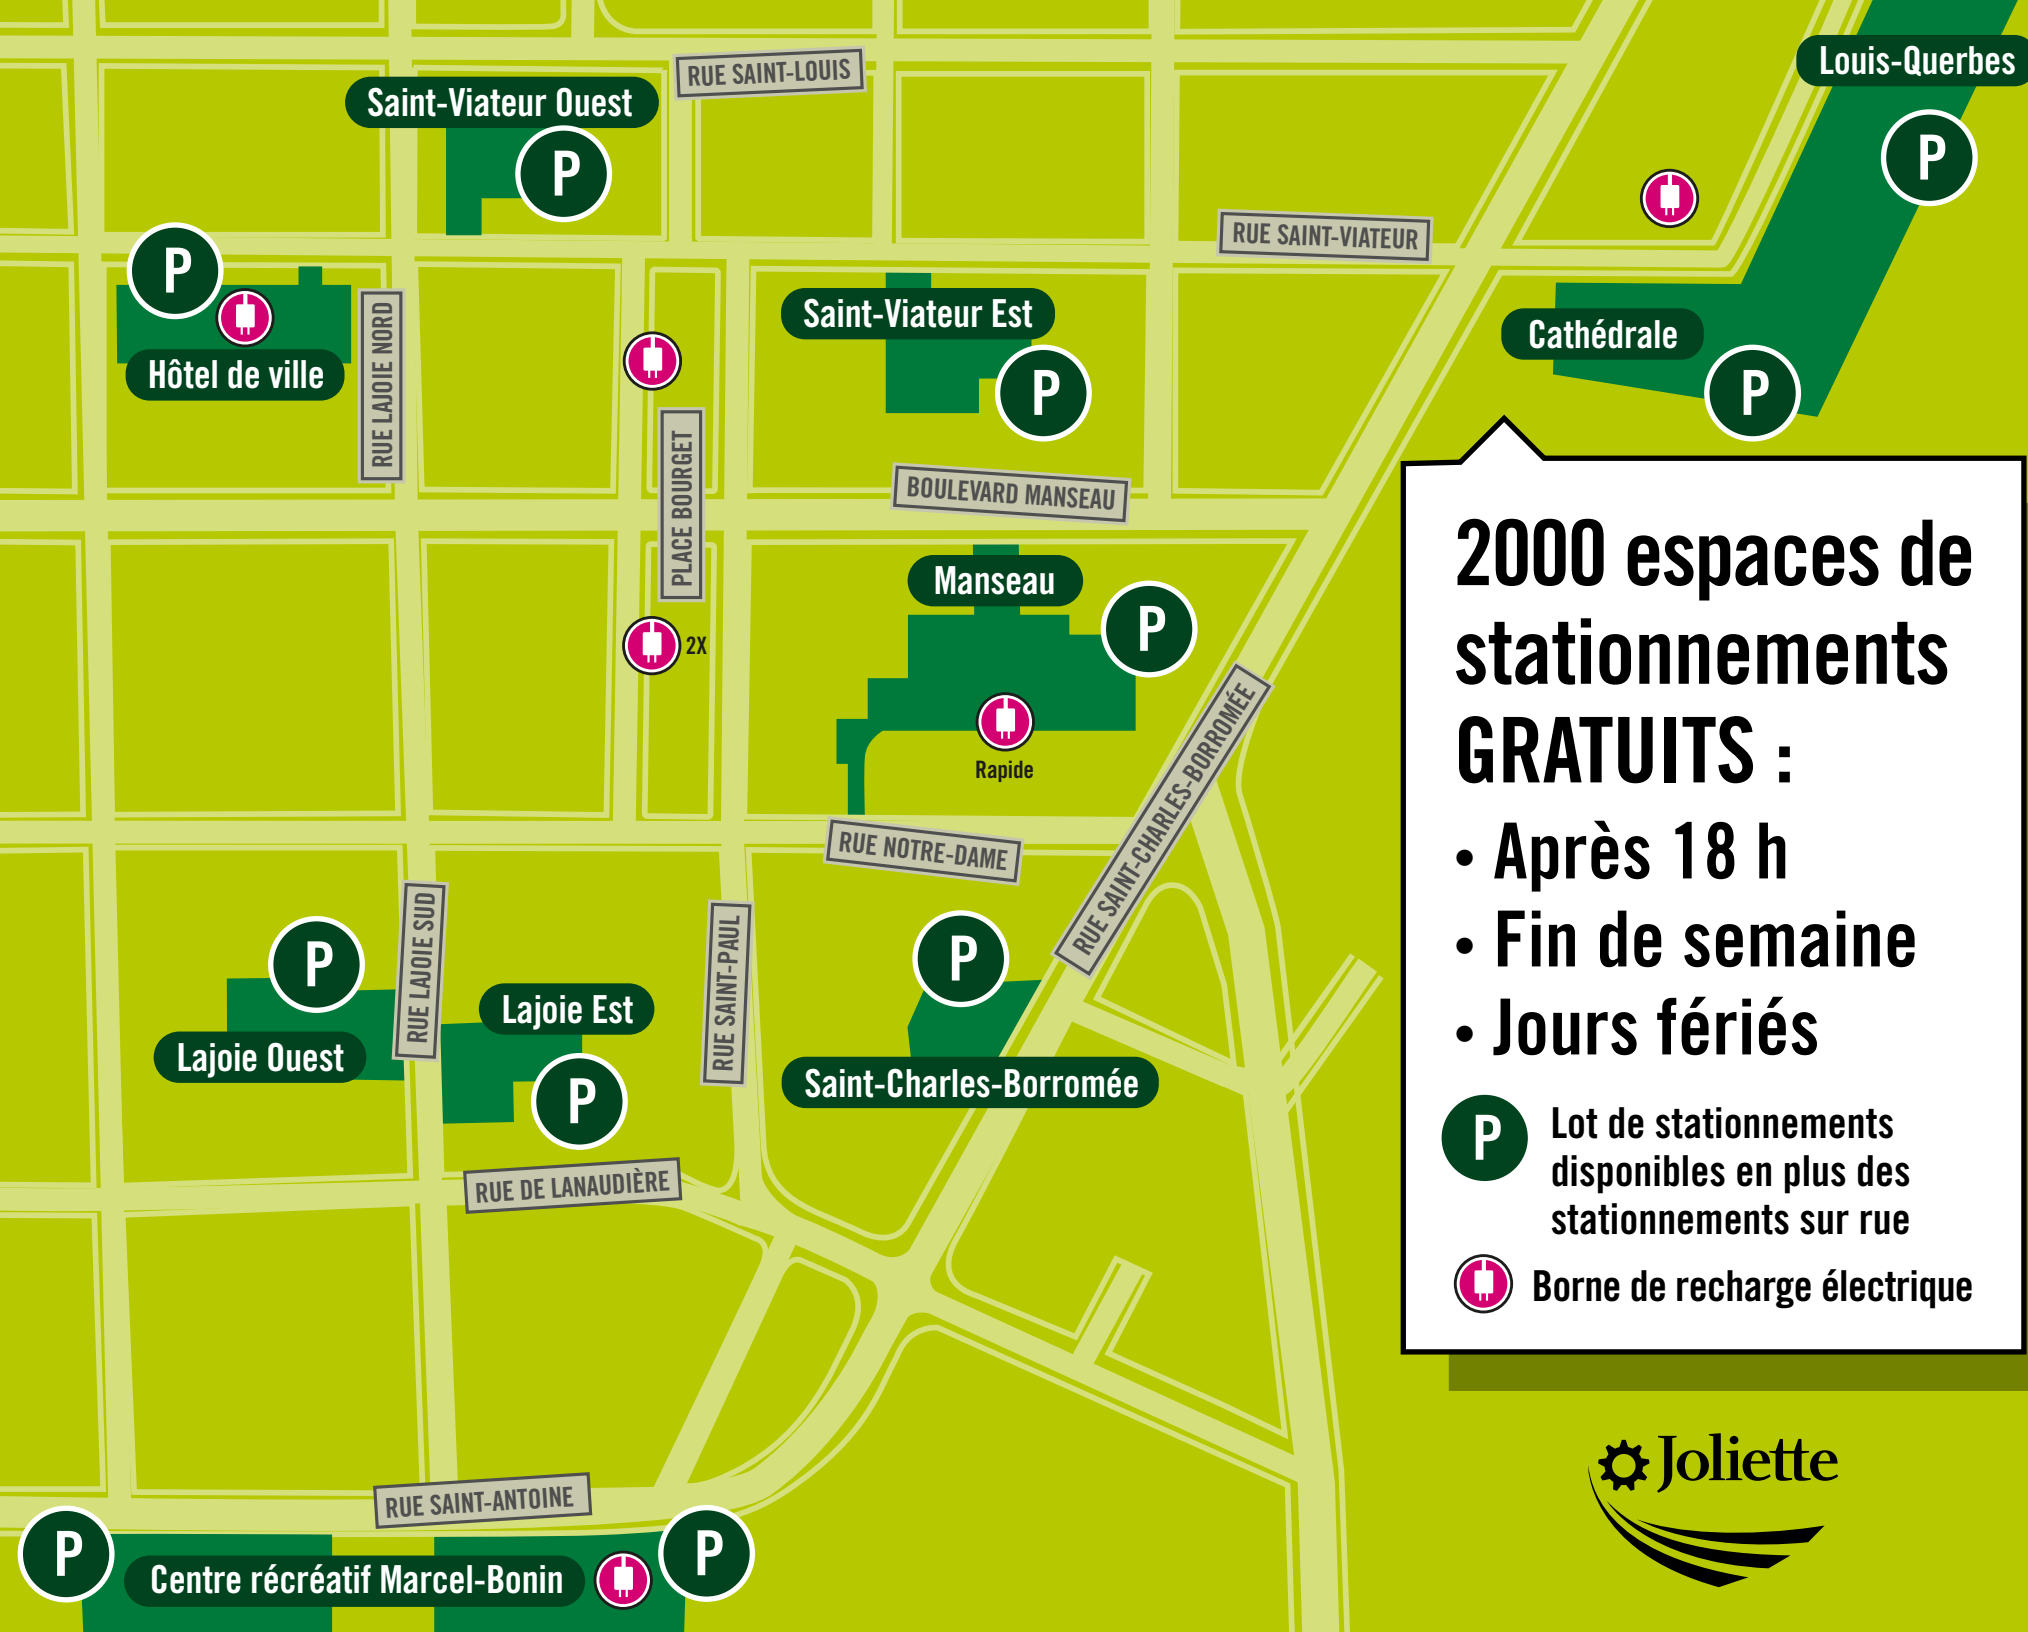 Louis-Querbes
RUE SAINT-LOUIS
Saint-Viateur Ouest
P
P
RUE SAINT-VIATEUR
P
Hôtel de ville
RUE LAJOIE NORD
Saint-Viateur Est
P
Cathédrale
P
PLACE BOURGET
BOULEVARD MANSEAU
Manseau
P
2X
Rapide
RUE SAINT-CHARLES-BORROMÉE
RUE NOTRE-DAME
RUE LAJOIE SUD
RUE SAINT-PAUL
P
P
Lajoie Est
Lajoie Ouest
P
Saint-Charles-Borromée
RUE DE LANAUDIÈRE
RUE SAINT-ANTOINE
P
Centre récréatif Marcel-Bonin
P
2000 espaces de
stationnements
GRATUITS :
• Après 18 h
• Fin de semaine
• Jours fériés
P
Lot de stationnements
disponibles en plus des
stationnements sur rue
Borne de recharge électrique
Joliette